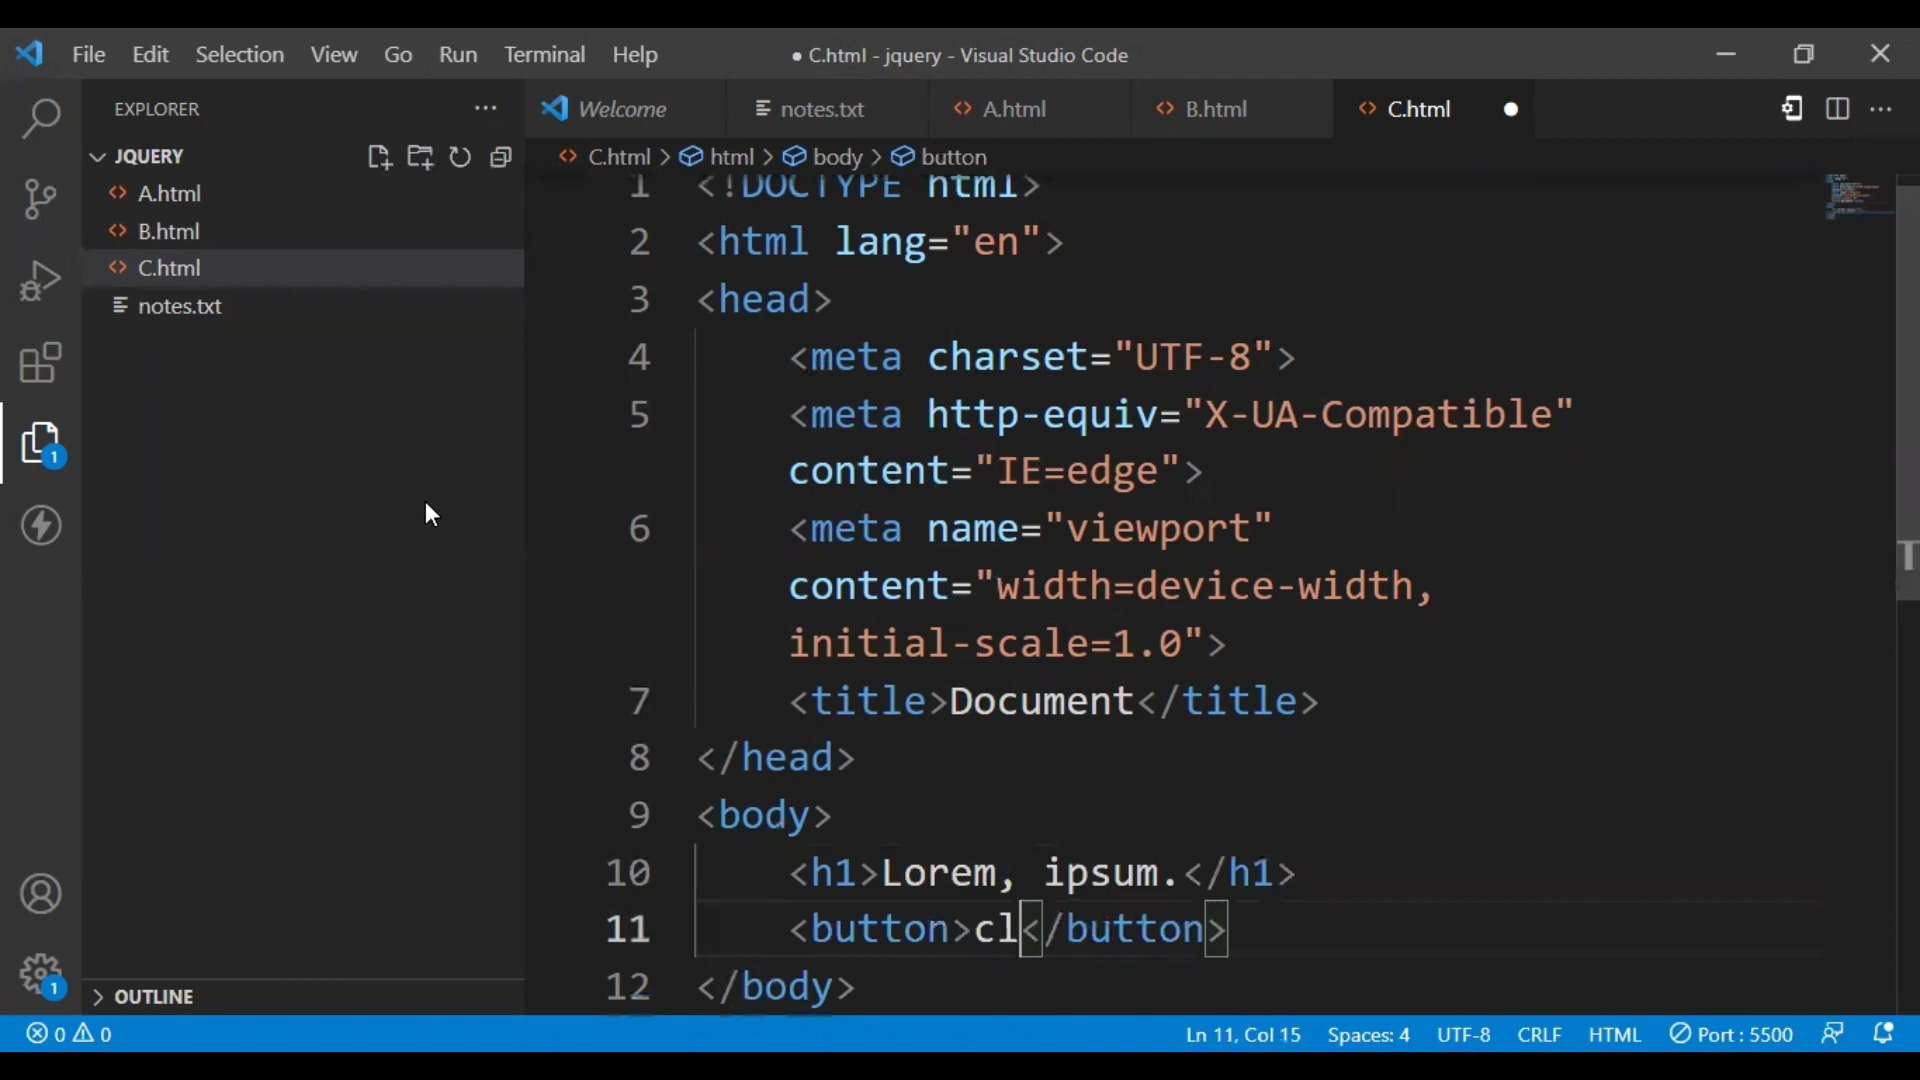 File Edit Selection View Go Run Terminal Help ● C.html - jquery - Visual Studio Code
EXPLORER ··· Welcome notes.txt A.html B.html C.html ● ···
JQUERY
C.html > html > body > button
A.html
B.html
C.html
notes.txt
1 <!DOCTYPE html>
2 <html lang="en">
3 <head>
4 <meta charset="UTF-8">
5 <meta http-equiv="X-UA-Compatible"
content="IE=edge">
6 <meta name="viewport"
content="width=device-width,
initial-scale=1.0">
7 <title>Document</title>
8 </head>
9 <body>
10 <h1>Lorem, ipsum.</h1>
11 <button>cl</button>
12 </body>
1
1
T
OUTLINE
0 0 Ln 11, Col 15 Spaces: 4 UTF-8 CRLF HTML Port : 5500